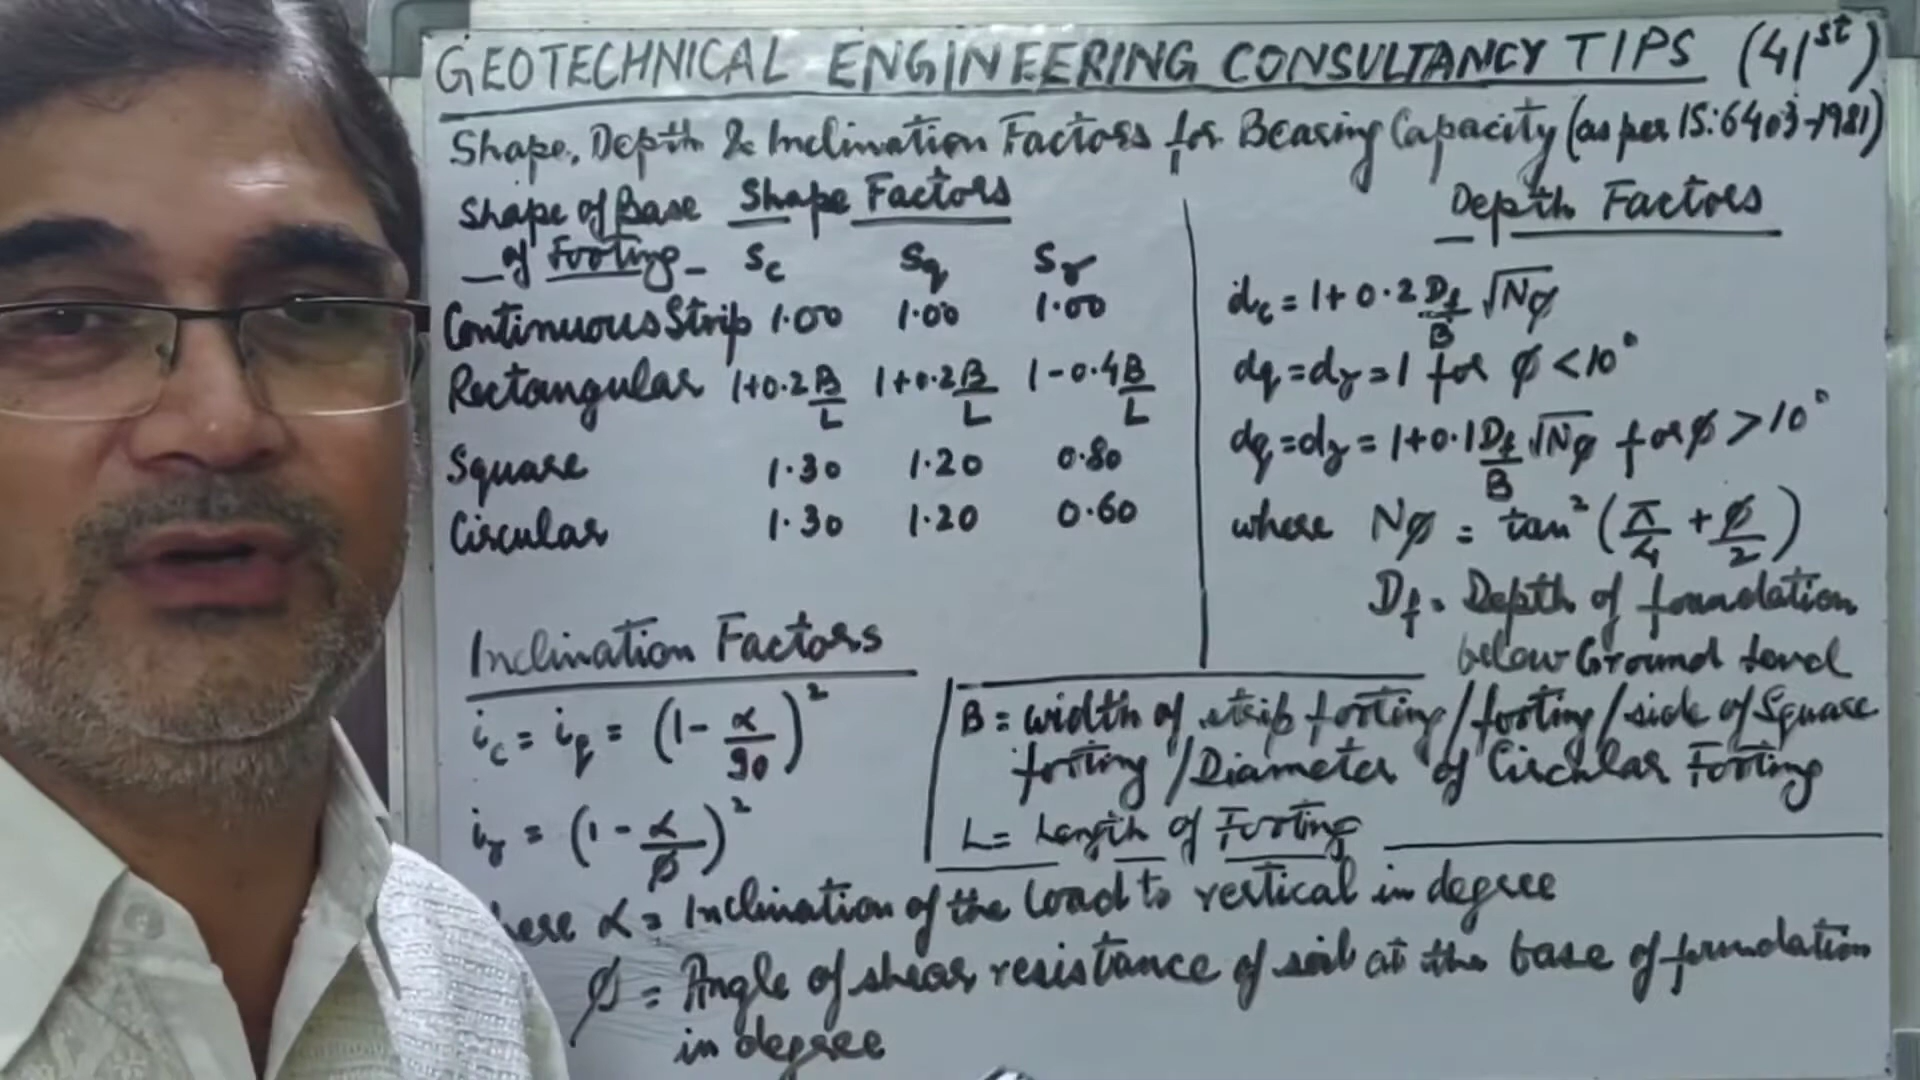 GEOTECHNICAL ENGINEERING CONSULTANCY TIPS (41st)
Shape, Depth & Inclination Factors for Bearing Capacity (as per IS:6403-1981)
Shape of Base
of Footing
Shape Factors
Sc Sq Sγ
Continuous Strip 1.00 1.00 1.00
Rectangular 1+0.2B/L 1+0.2B/L 1-0.4B/L
Square 1.30 1.20 0.80
Circular 1.30 1.20 0.60
Depth Factors
dc = 1+0.2 Df/B √Nφ
dq = dγ = 1 for φ < 10°
dq = dγ = 1+0.1 Df/B √Nφ for φ > 10°
where Nφ = tan² (π/4 + φ/2)
Df = Depth of foundation
below Ground level
Inclination Factors
ic = iq = (1 - α/90)²
iγ = (1 - α/φ)²
B = width of strip footing/footing/side of Square
footing/Diameter of Circular Footing
L = Length of Footing
here α = Inclination of the load to vertical in degree
φ = Angle of shear resistance of soil at the base of foundation
in degree